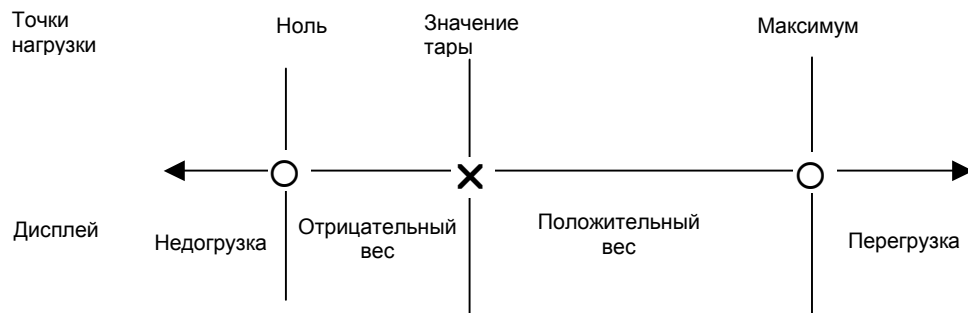 Точки
нагрузки
Ноль
Значение
тары
Максимум
Дисплей
Недогрузка
Отрицательный
вес
Положительный
вес
Перегрузка